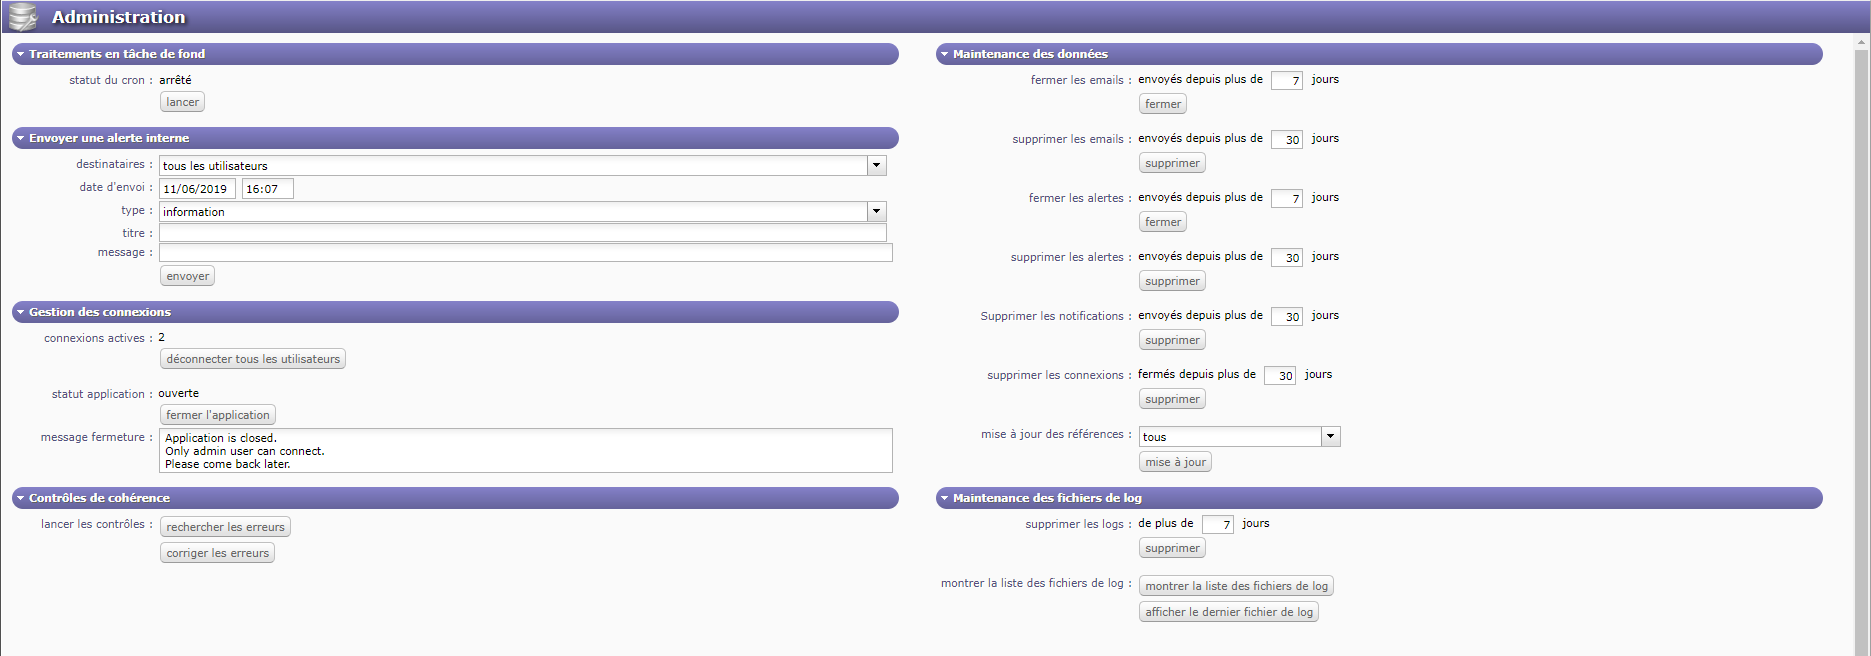 Administration
Traitements en tâche de fond
statut du cron : arrêté
lancer
Envoyer une alerte interne
destinataires : tous les utilisateurs
date d'envoi : 11/06/2019 16:07
type : information
titre :
message :
envoyer
Gestion des connexions
connexions actives : 2
déconnecter tous les utilisateurs
statut application : ouverte
fermer l'application
message fermeture : Application is closed.
Only admin user can connect.
Please come back later.
Contrôles de cohérence
lancer les contrôles : rechercher les erreurs
corriger les erreurs
Maintenance des données
fermer les emails : envoyés depuis plus de 7 jours
fermer
supprimer les emails : envoyés depuis plus de 30 jours
supprimer
fermer les alertes : envoyés depuis plus de 7 jours
fermer
supprimer les alertes : envoyés depuis plus de 30 jours
supprimer
Supprimer les notifications : envoyés depuis plus de 30 jours
supprimer
supprimer les connexions : fermés depuis plus de 30 jours
supprimer
mise à jour des références : tous
mise à jour
Maintenance des fichiers de log
supprimer les logs : de plus de 7 jours
supprimer
montrer la liste des fichiers de log : montrer la liste des fichiers de log
afficher le dernier fichier de log